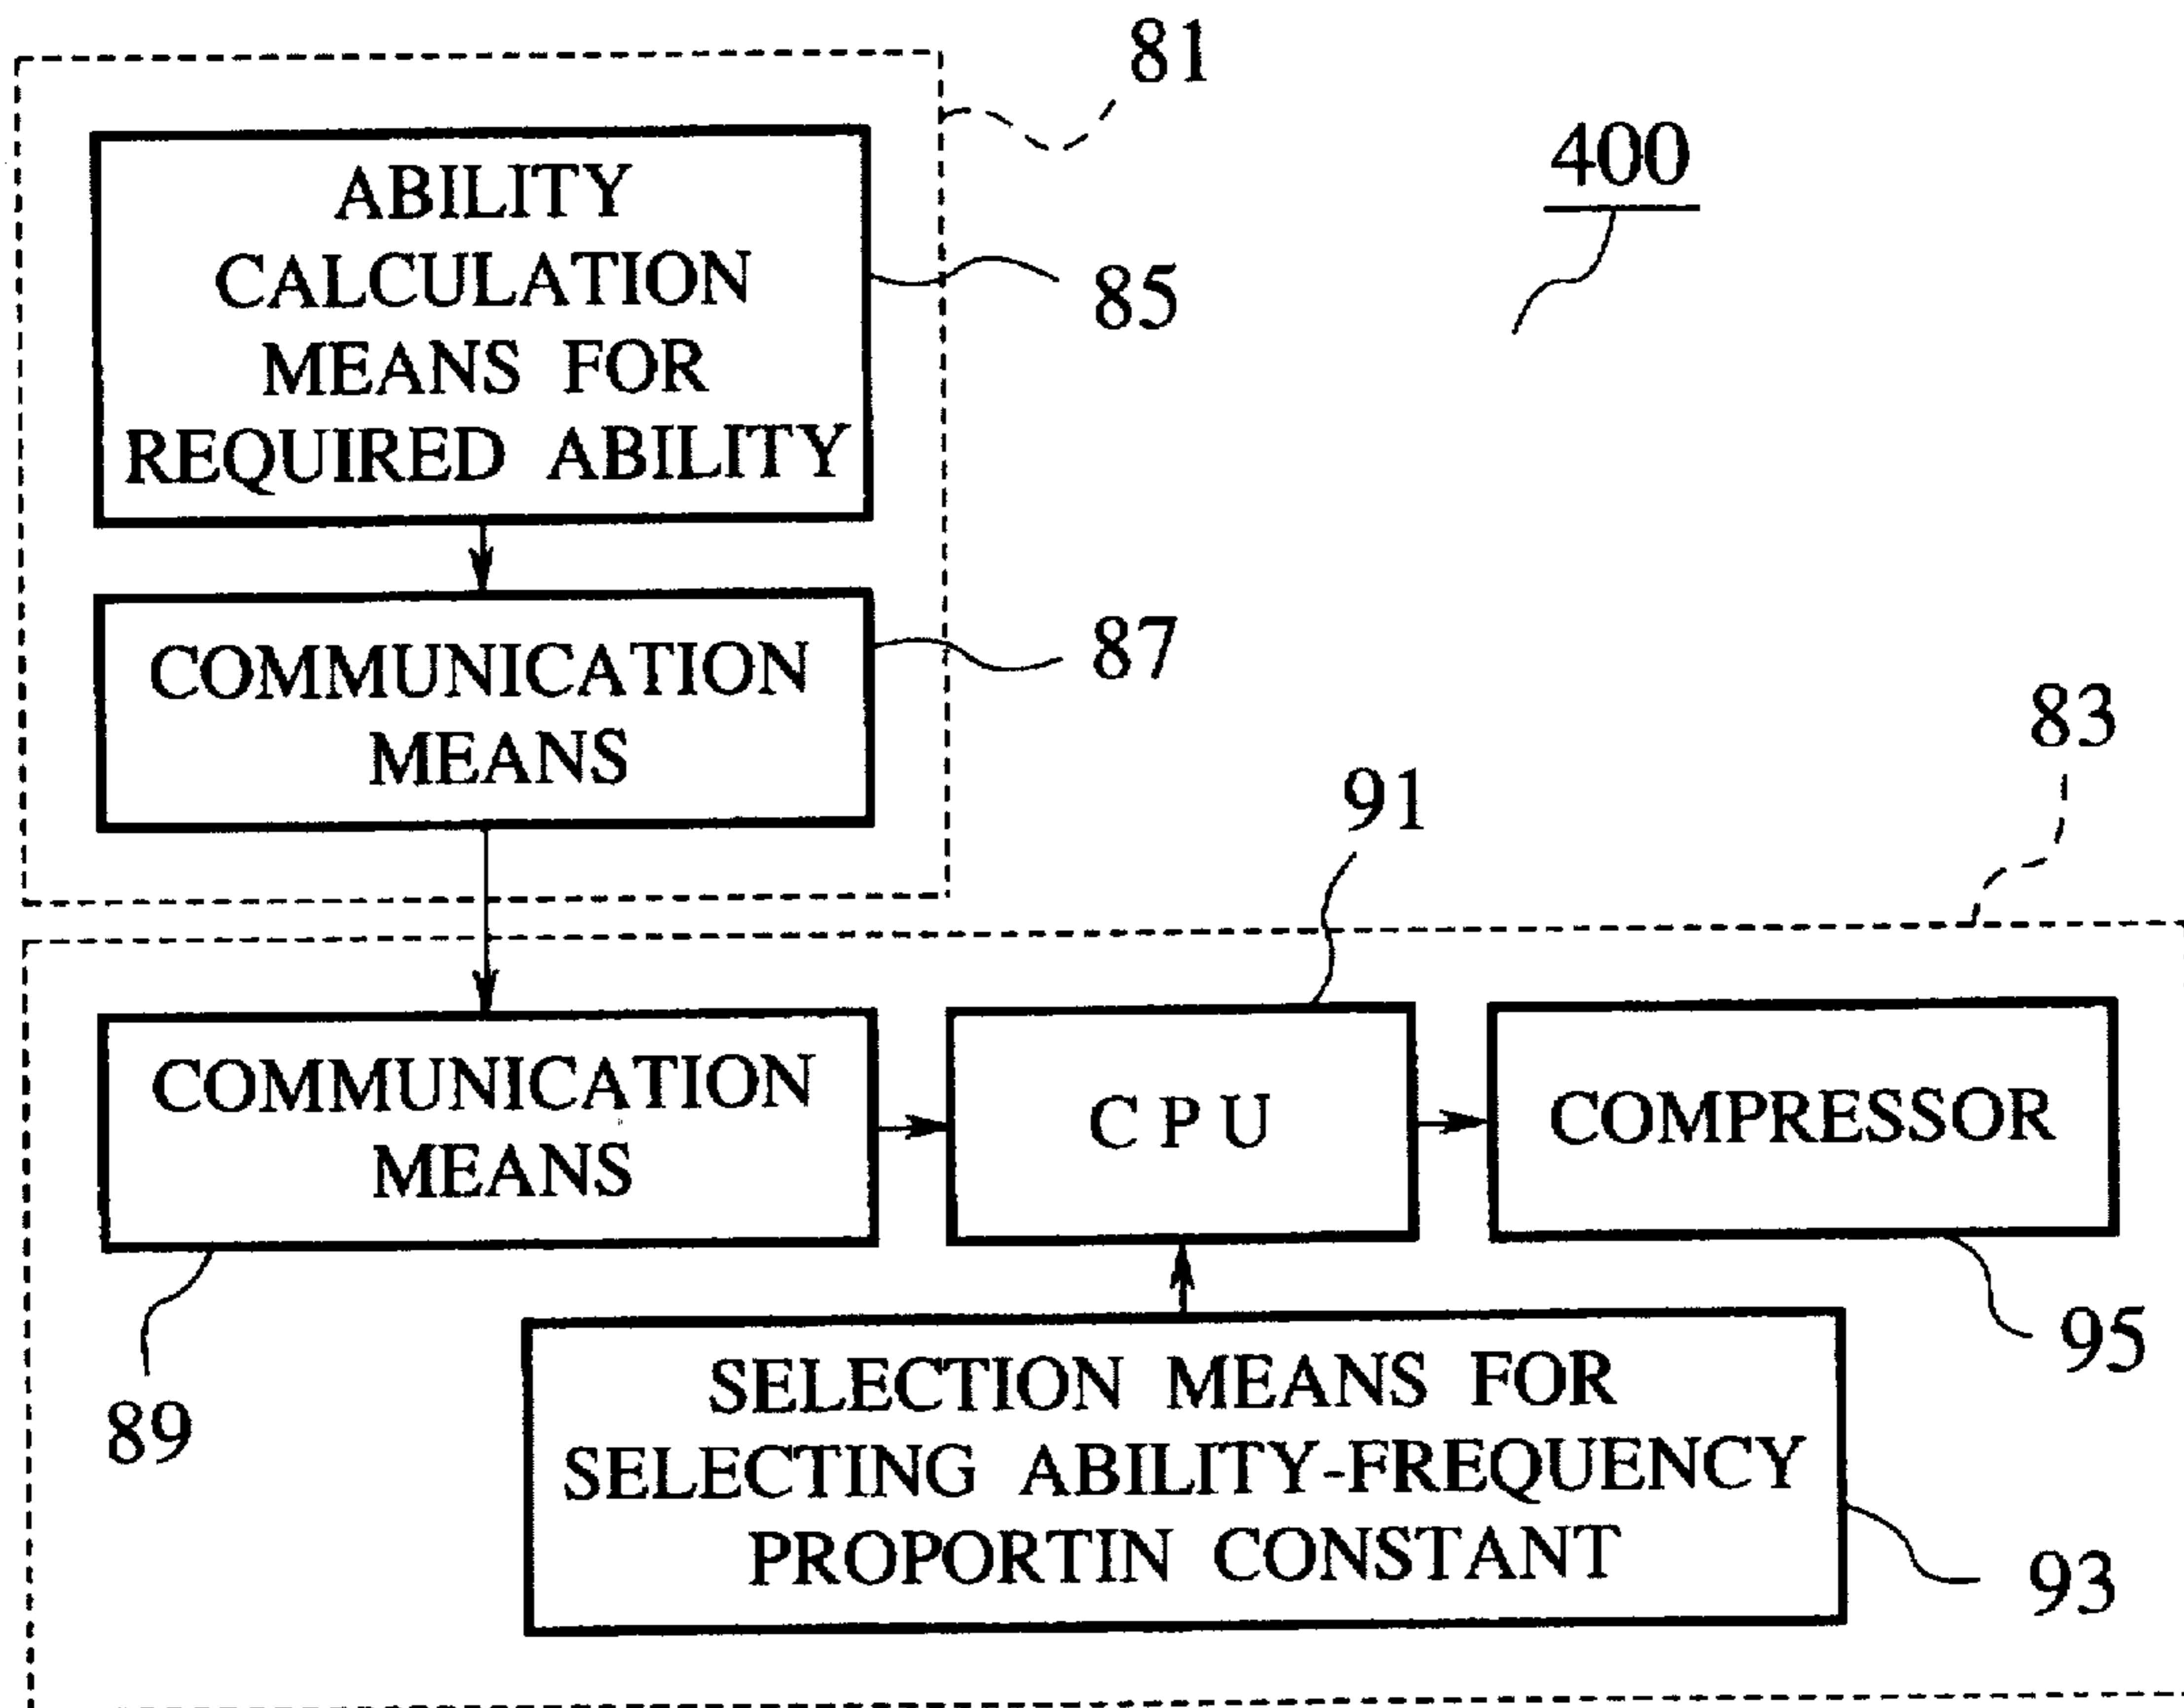 81
400
ABILITY
CALCULATION
MEANS FOR
REQUIRED ABILITY
85
COMMUNICATION
MEANS
87
83
91
COMMUNICATION
MEANS
C P U
COMPRESSOR
89
95
SELECTION MEANS FOR
SELECTING ABILITY-FREQUENCY
PROPORTIN CONSTANT
93